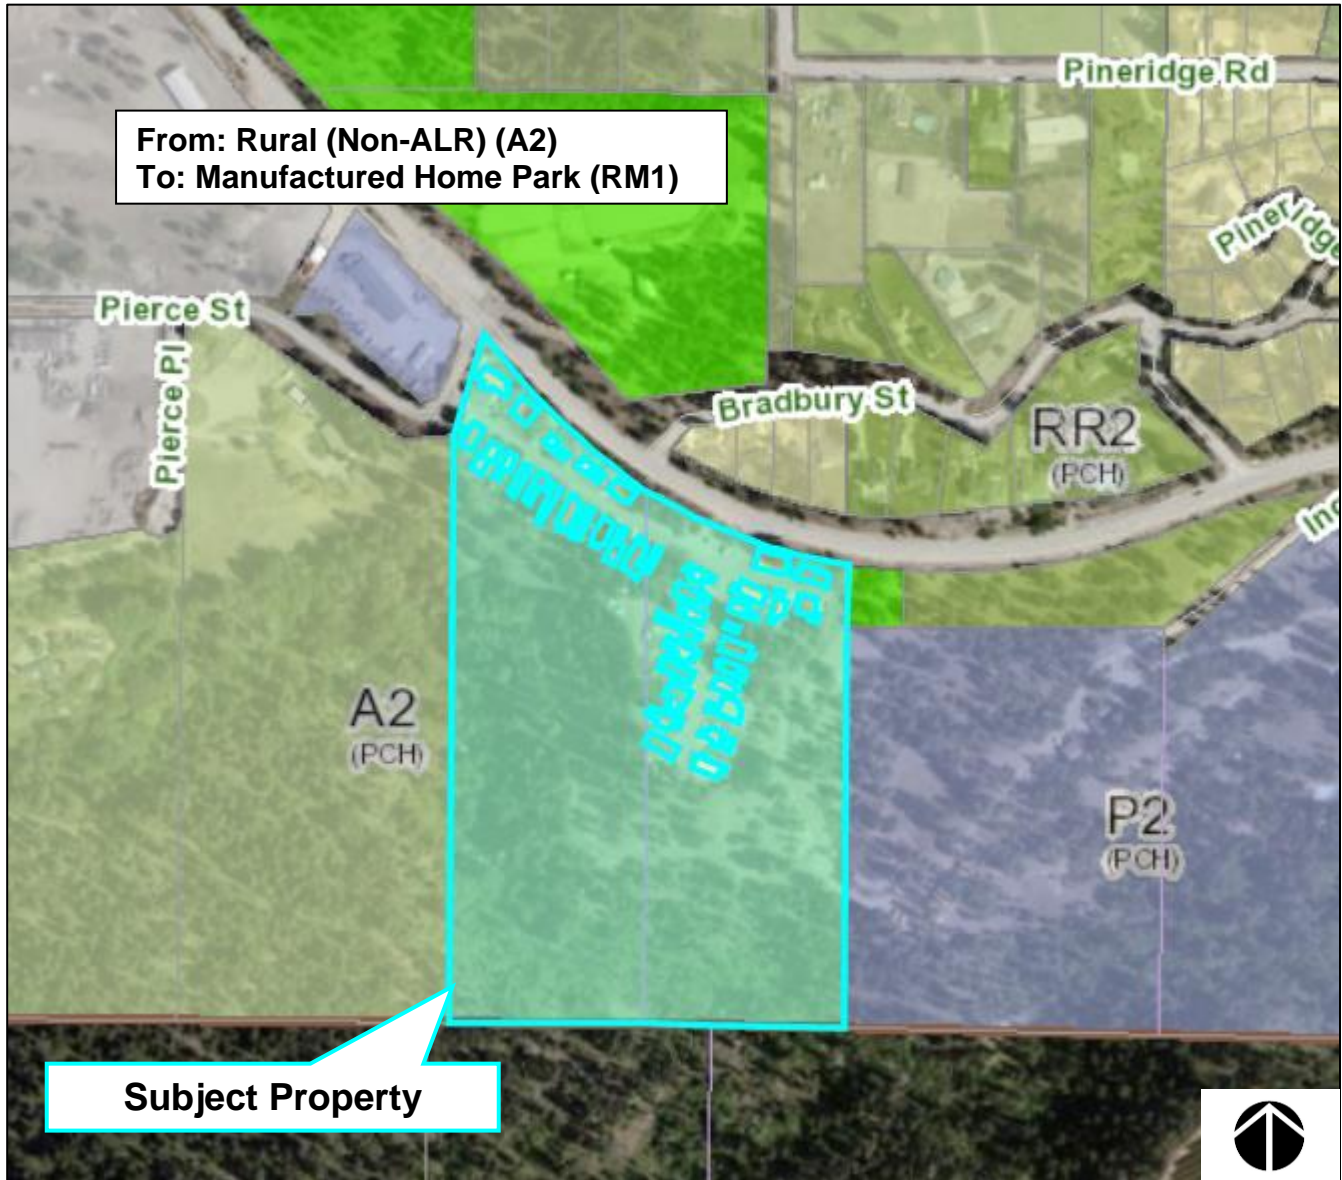 Pineridge Rd
From: Rural (Non-ALR) (A2)
To: Manufactured Home Park (RM1)
Pineridge
Pierce St
Pierce Pl
Bradbury St
RR2
(PCH)
A2
(PCH)
P2
(PCH)
Subject Property